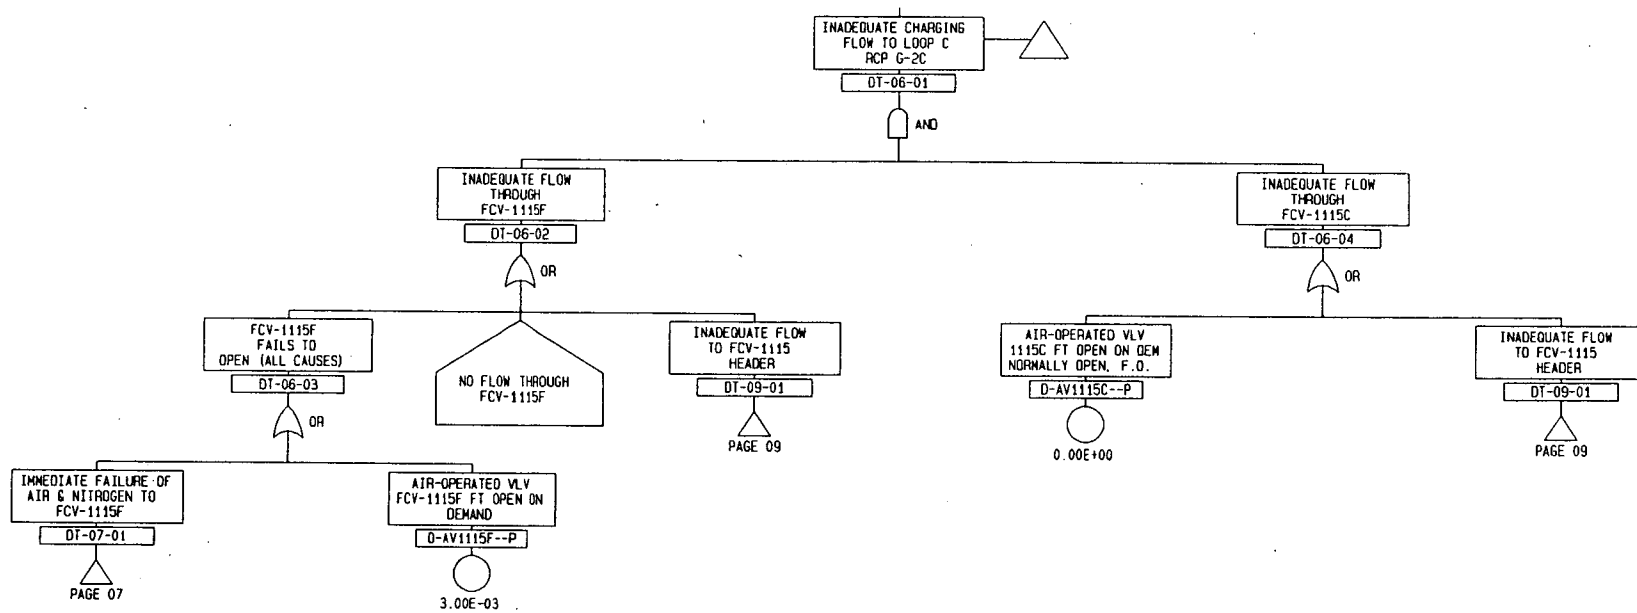 INADEQUATE CHARGING
FLOW TO LOOP C
RCP G-2C
DT-06-01
AND
INADEQUATE FLOW
THROUGH
FCV-1115F
DT-06-02
OR
INADEQUATE FLOW
THROUGH
FCV-1115C
DT-06-04
OR
FCV-1115F
FAILS TO
OPEN (ALL CAUSES)
DT-06-03
OR
NO FLOW THROUGH
FCV-1115F
INADEQUATE FLOW
TO FCV-1115
HEADER
DT-09-01
PAGE 09
AIR-OPERATED VLV
1115C FT OPEN ON DEM
NORMALLY OPEN, F.O.
D-AV1115C--P
0.00E+00
INADEQUATE FLOW
TO FCV-1115
HEADER
DT-09-01
PAGE 09
IMMEDIATE FAILURE OF
AIR & NITROGEN TO
FCV-1115F
DT-07-01
PAGE 07
AIR-OPERATED VLV
FCV-1115F FT OPEN ON
DEMAND
D-AV1115F--P
3.00E-03